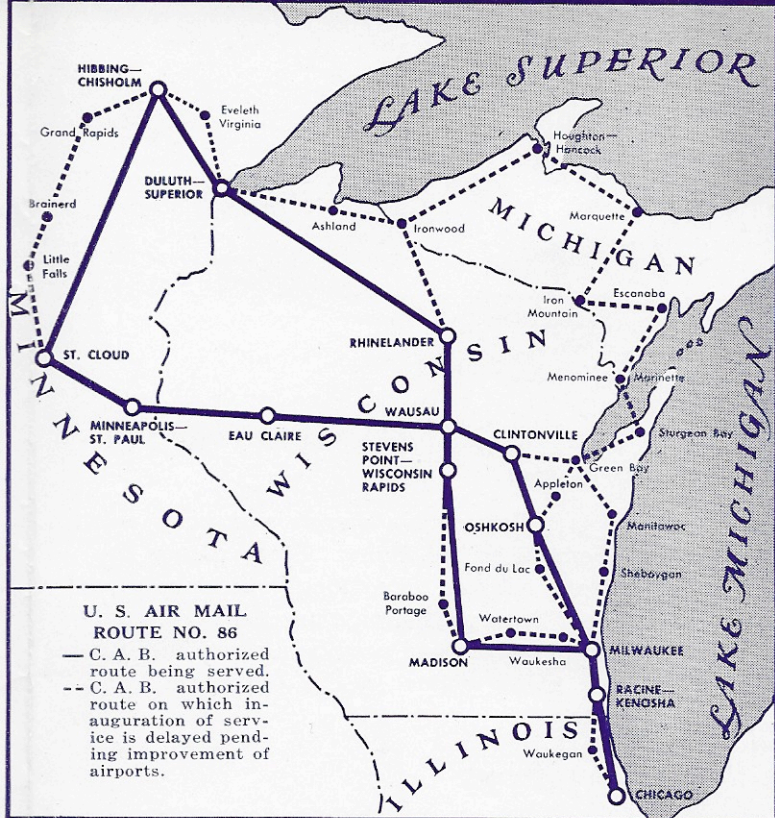 LAKE SUPERIOR
HIBBING—
CHISHOLM
Grand Rapids
Eveleth
Virginia
Houghton—
Hancock
DULUTH—
SUPERIOR
Brainerd
Ashland
Ironwood
MICHIGAN
Marquette
Little
Falls
Iron
Mountain
Escanaba
MINNESOTA
ST. CLOUD
RHINELANDER
WISCONSIN
Menominee
Marinette
MINNEAPOLIS—
ST. PAUL
EAU CLAIRE
WAUSAU
CLINTONVILLE
Sturgeon Bay
STEVENS
POINT—
WISCONSIN
RAPIDS
Green Bay
Appleton
OSHKOSH
Manitowoc
LAKE MICHIGAN
Fond du Lac
Sheboygan
Baraboo
Portage
Watertown
MADISON
Waukesha
MILWAUKEE
RACINE—
KENOSHA
ILLINOIS
Waukegan
CHICAGO
U. S. AIR MAIL
ROUTE NO. 86
— C. A. B. authorized
route being served.
-- C. A. B. authorized
route on which in-
auguration of serv-
ice is delayed pend-
ing improvement of
airports.